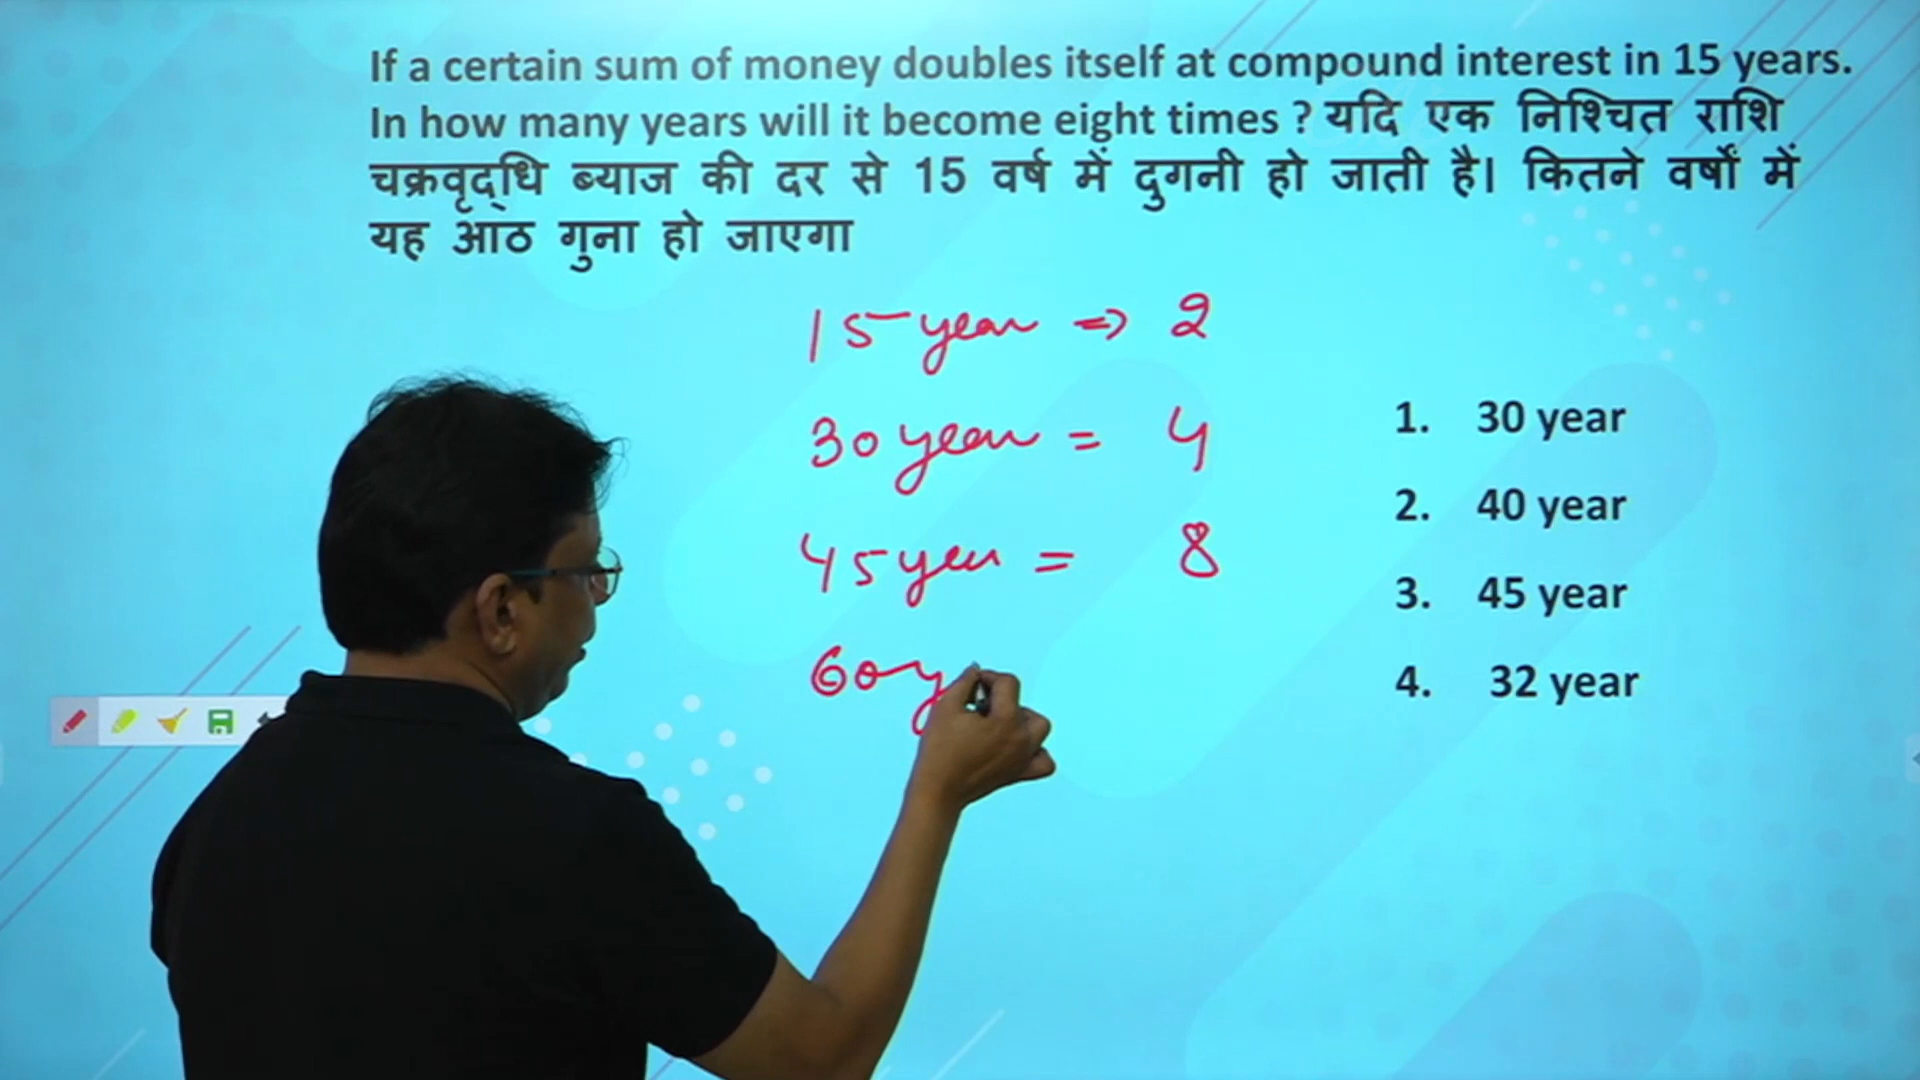 If a certain sum of money doubles itself at compound interest in 15 years.
In how many years will it become eight times ? यदि एक निश्चित राशि
चक्रवृद्धि ब्याज की दर से 15 वर्ष में दुगनी हो जाती है। कितने वर्षों में
यह आठ गुना हो जाएगा
15 year => 2
30 year = 4
45 yer = 8
60 y
1. 30 year
2. 40 year
3. 45 year
4. 32 year